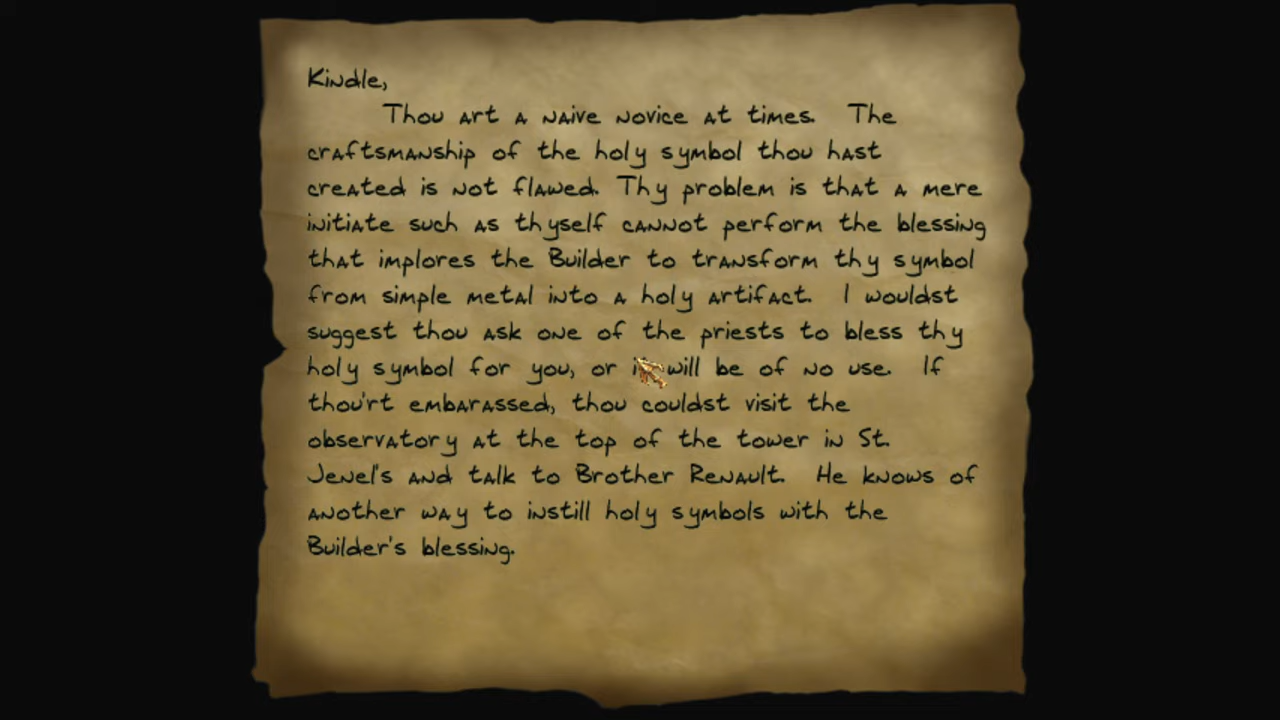 Kindle,
Thou art a naive novice at times. The
craftsmanship of the holy symbol thou hast
created is not flawed. Thy problem is that a mere
initiate such as thyself cannot perform the blessing
that implores the Builder to transform thy symbol
from simple metal into a holy artifact. I wouldst
suggest thou ask one of the priests to bless thy
holy symbol for you, or will be of no use. If
thou'rt embarassed, thou couldst visit the
observatory at the top of the tower in St.
Jenel's and talk to Brother Renault. He knows of
another way to instill holy symbols with the
Builder's blessing.